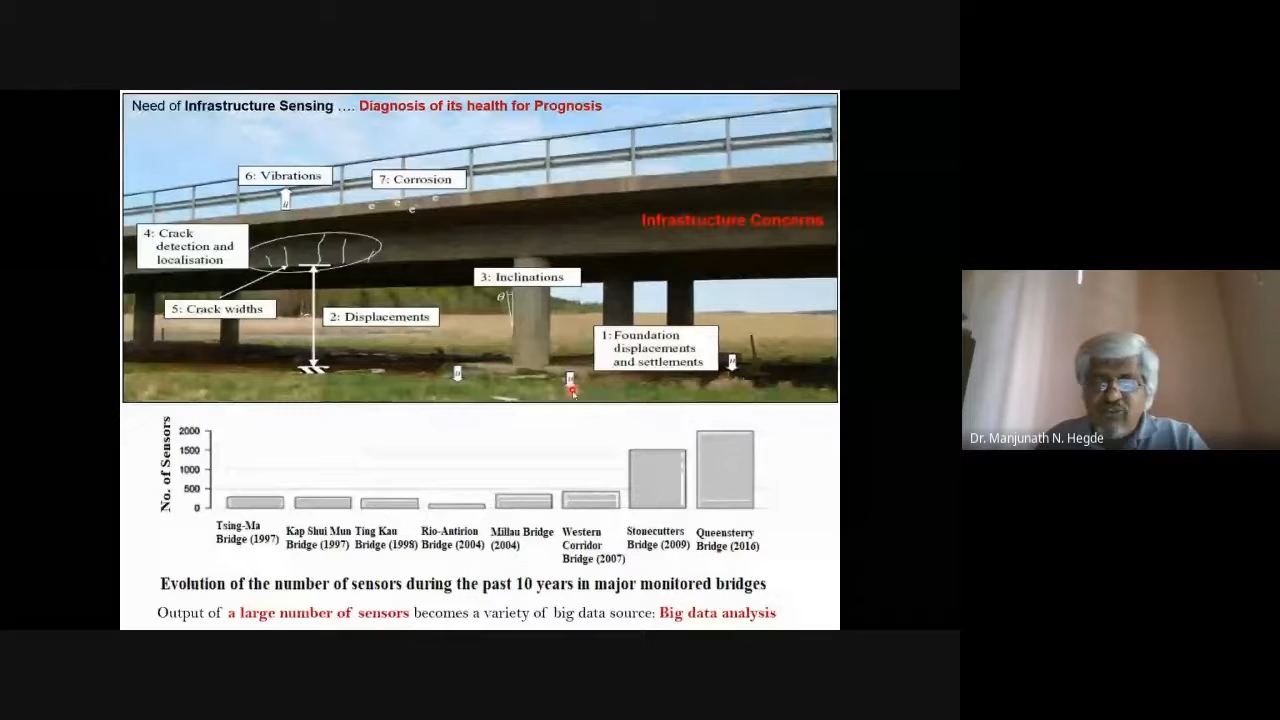 Need of Infrastructure Sensing .... Diagnosis of its health for Prognosis
6: Vibrations
7: Corrosion
Infrastructure Concerns
4: Crack
detection and
localisation
3: Inclinations
θ
5: Crack widths
2: Displacements
1: Foundation
displacements
and settlements
u
u
u
u
c c c c
No. of Sensors
2000
1500
1000
500
0
Tsing-Ma
Bridge (1997)
Kap Shui Mun
Bridge (1997)
Ting Kau
Bridge (1998)
Rio-Antirion
Bridge (2004)
Millau Bridge
(2004)
Western
Corridor
Bridge (2007)
Stonecutters
Bridge (2009)
Queensterry
Bridge (2016)
Evolution of the number of sensors during the past 10 years in major monitored bridges
Output of a large number of sensors becomes a variety of big data source: Big data analysis
Dr. Manjunath N. Hegde